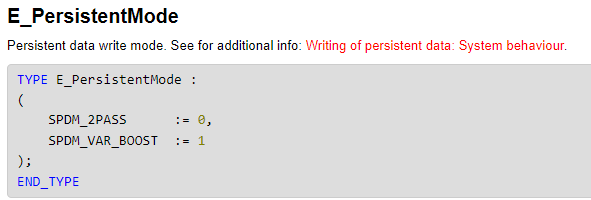 E_PersistentMode
Persistent data write mode. See for additional info: Writing of persistent data: System behaviour.
TYPE E_PersistentMode :
(
    SPDM_2PASS      := 0,
    SPDM_VAR_BOOST  := 1
);
END_TYPE